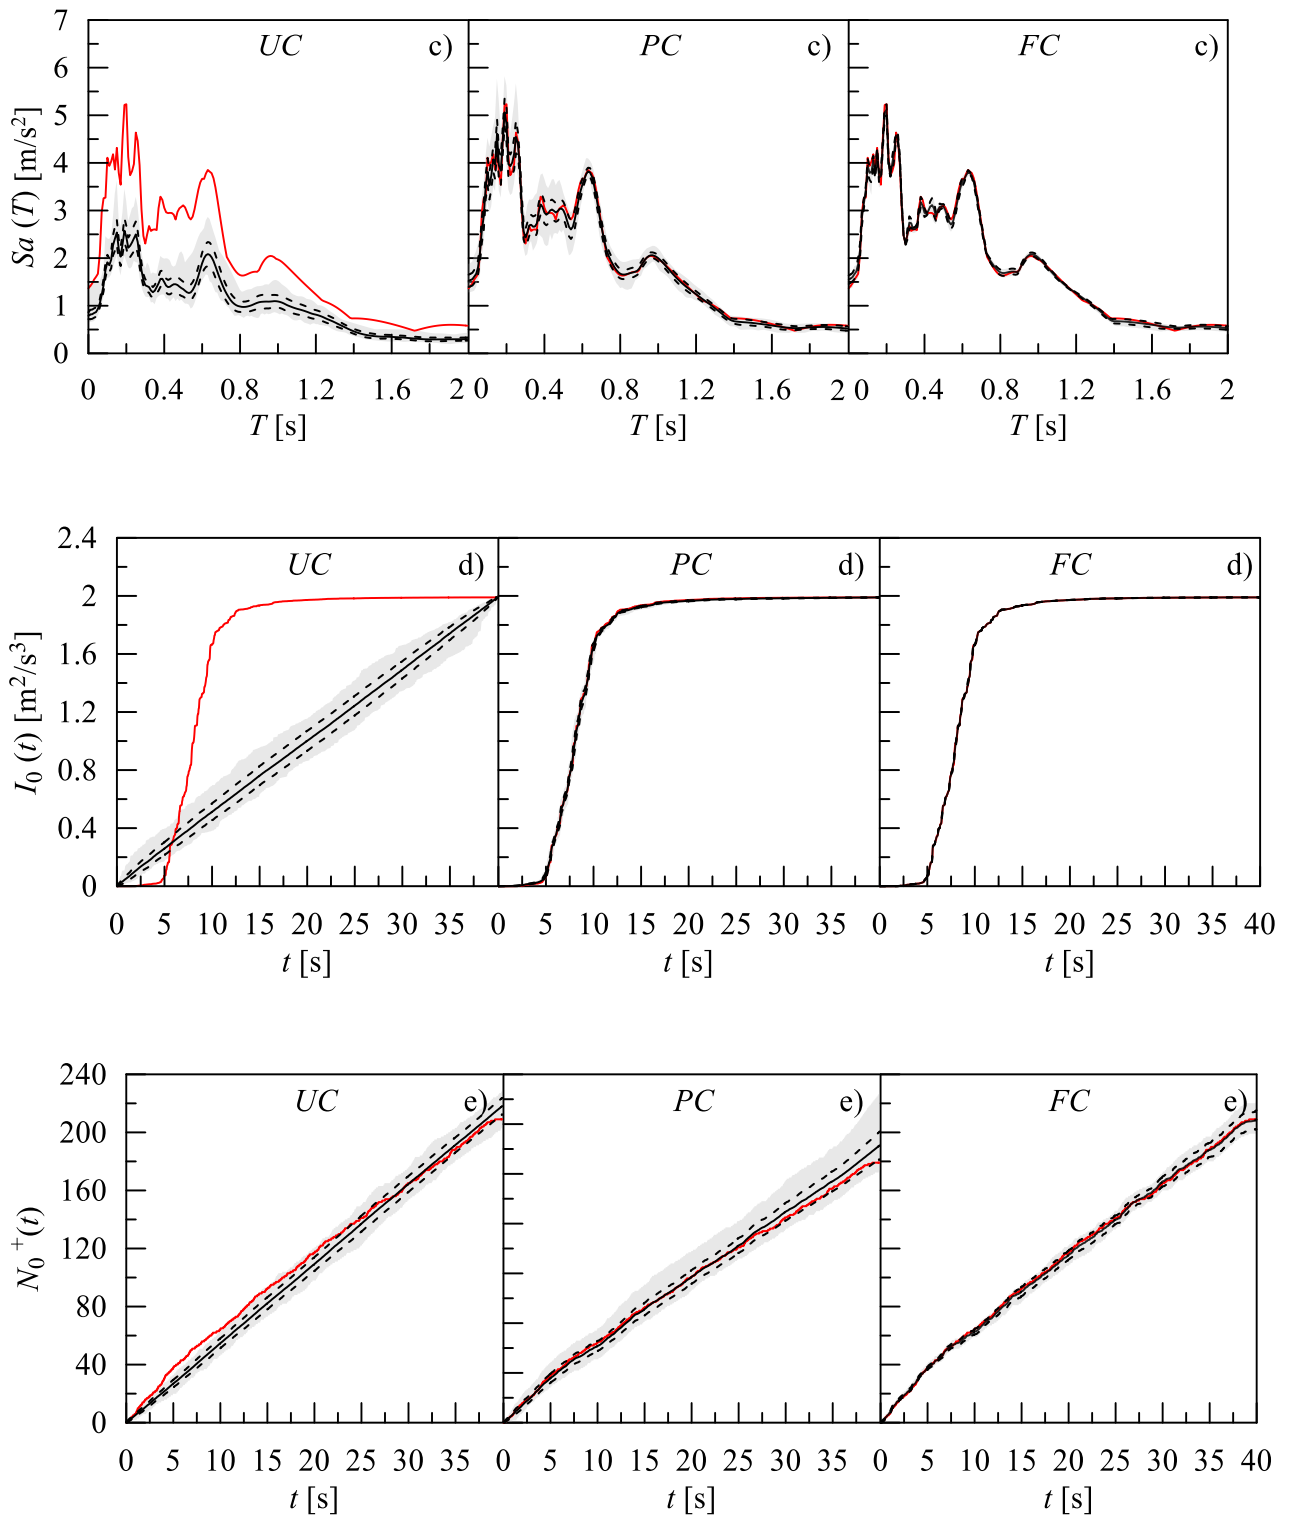 UC c) PC c) FC c)
7
6
5
4
3
2
1
0
Sa (T) [m/s²]
0 0.4 0.8 1.2 1.6 2 0 0.4 0.8 1.2 1.6 2 0 0.4 0.8 1.2 1.6 2
T [s] T [s] T [s]
UC d) PC d) FC d)
2.4
2
1.6
1.2
0.8
0.4
0
I₀ (t) [m²/s³]
0 5 10 15 20 25 30 35 0 5 10 15 20 25 30 35 0 5 10 15 20 25 30 35 40
t [s] t [s] t [s]
UC e) PC e) FC e)
240
200
160
120
80
40
0
N₀⁺(t)
0 5 10 15 20 25 30 35 0 5 10 15 20 25 30 35 0 5 10 15 20 25 30 35 40
t [s] t [s] t [s]